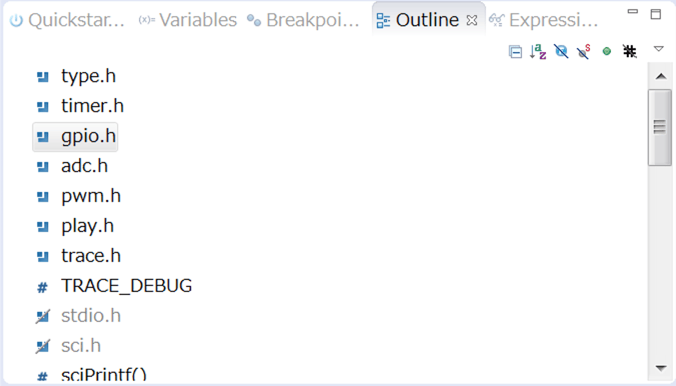 Quickstar... (x)= Variables Breakpoi... Outline Expressi...
type.h
timer.h
gpio.h
adc.h
pwm.h
play.h
trace.h
# TRACE_DEBUG
stdio.h
sci.h
# sciPrintf()